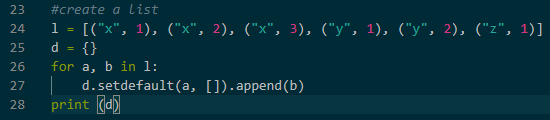 23 #create a list
24 l = [("x", 1), ("x", 2), ("x", 3), ("y", 1), ("y", 2), ("z", 1)]
25 d = {}
26 for a, b in l:
27     d.setdefault(a, []).append(b)
28 print (d)